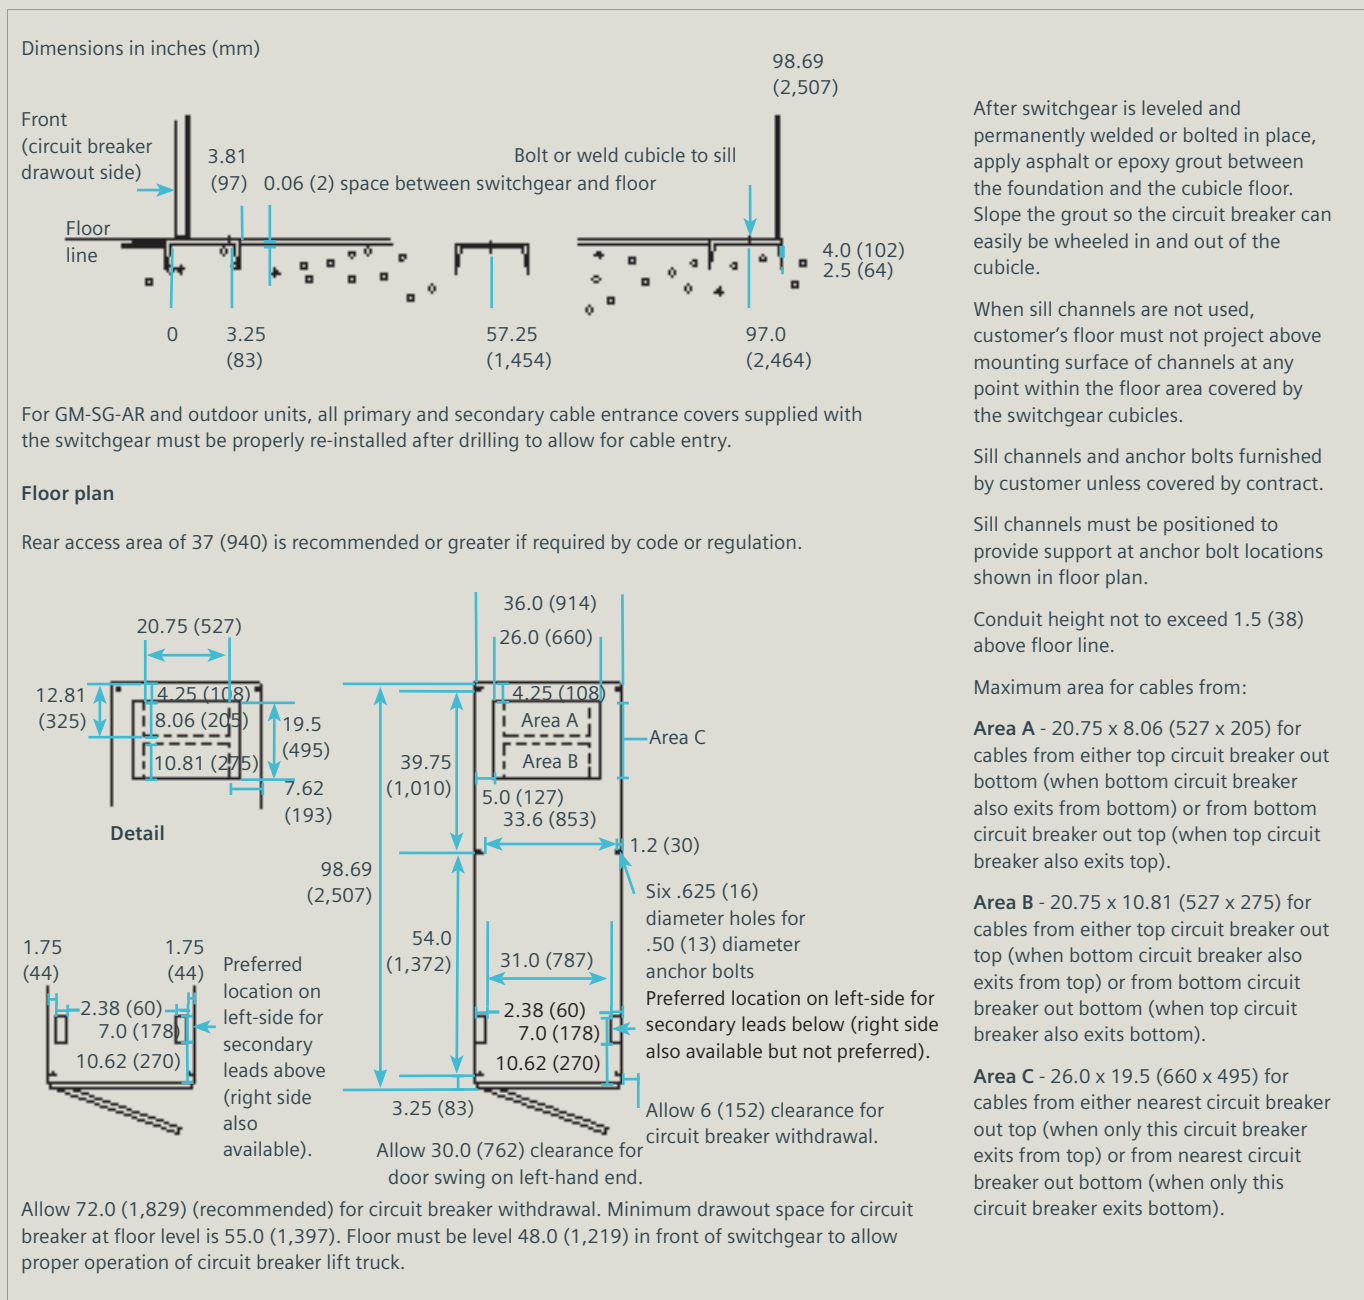 Dimensions in inches (mm)
98.69
(2,507)
Front
(circuit breaker
drawout side)
3.81
(97)
0.06 (2) space between switchgear and floor
Bolt or weld cubicle to sill
Floor
line
4.0 (102)
2.5 (64)
0
3.25
(83)
57.25
(1,454)
97.0
(2,464)
For GM-SG-AR and outdoor units, all primary and secondary cable entrance covers supplied with
the switchgear must be properly re-installed after drilling to allow for cable entry.
Floor plan
Rear access area of 37 (940) is recommended or greater if required by code or regulation.
20.75 (527)
12.81
(325)
4.25 (108)
8.06 (205)
10.81 (275)
19.5
(495)
7.62
(193)
Detail
36.0 (914)
26.0 (660)
4.25 (108)
Area A
Area B
Area C
39.75
(1,010)
5.0 (127)
33.6 (853)
1.2 (30)
98.69
(2,507)
Six .625 (16)
diameter holes for
.50 (13) diameter
anchor bolts
54.0
(1,372)
31.0 (787)
2.38 (60)
7.0 (178)
10.62 (270)
Preferred location on left-side for
secondary leads below (right side
also available but not preferred).
3.25 (83)
Allow 6 (152) clearance for
circuit breaker withdrawal.
Allow 30.0 (762) clearance for
door swing on left-hand end.
1.75
(44)
1.75
(44)
2.38 (60)
7.0 (178)
10.62 (270)
Preferred
location on
left-side for
secondary
leads above
(right side
also
available).
Allow 72.0 (1,829) (recommended) for circuit breaker withdrawal. Minimum drawout space for circuit
breaker at floor level is 55.0 (1,397). Floor must be level 48.0 (1,219) in front of switchgear to allow
proper operation of circuit breaker lift truck.
After switchgear is leveled and
permanently welded or bolted in place,
apply asphalt or epoxy grout between
the foundation and the cubicle floor.
Slope the grout so the circuit breaker can
easily be wheeled in and out of the
cubicle.
When sill channels are not used,
customer's floor must not project above
mounting surface of channels at any
point within the floor area covered by
the switchgear cubicles.
Sill channels and anchor bolts furnished
by customer unless covered by contract.
Sill channels must be positioned to
provide support at anchor bolt locations
shown in floor plan.
Conduit height not to exceed 1.5 (38)
above floor line.
Maximum area for cables from:
Area A - 20.75 x 8.06 (527 x 205) for
cables from either top circuit breaker out
bottom (when bottom circuit breaker
also exits from bottom) or from bottom
circuit breaker out top (when top circuit
breaker also exits top).
Area B - 20.75 x 10.81 (527 x 275) for
cables from either top circuit breaker out
top (when bottom circuit breaker also
exits from top) or from bottom circuit
breaker out bottom (when top circuit
breaker also exits bottom).
Area C - 26.0 x 19.5 (660 x 495) for
cables from either nearest circuit breaker
out top (when only this circuit breaker
exits from top) or from nearest circuit
breaker out bottom (when only this
circuit breaker exits bottom).